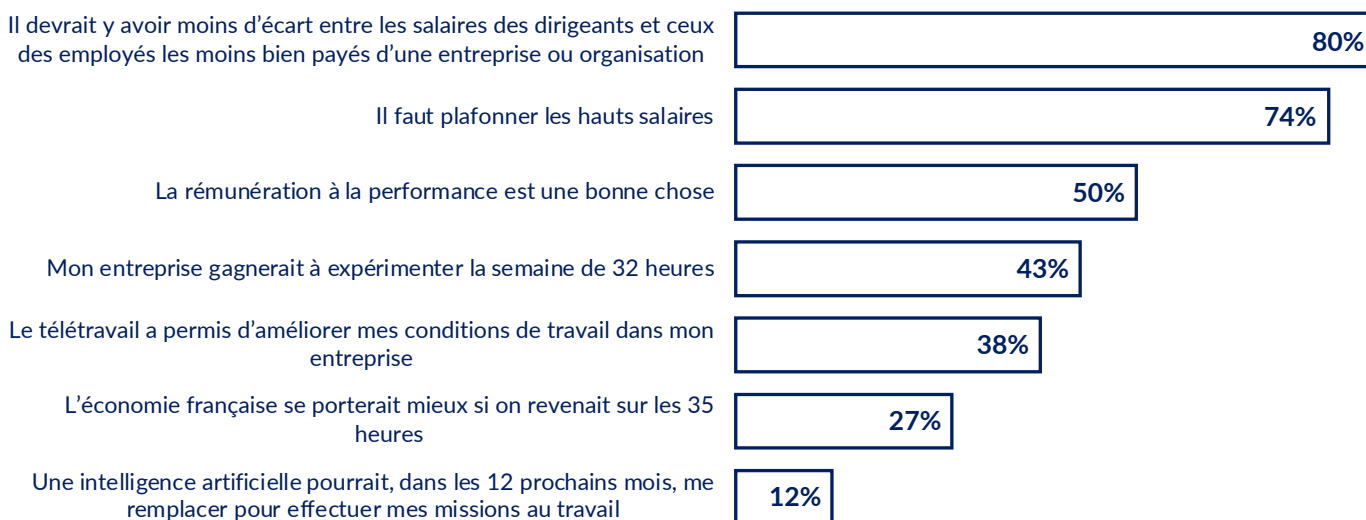 Il devrait y avoir moins d’écart entre les salaires des dirigeants et ceux
des employés les moins bien payés d’une entreprise ou organisation
80%
Il faut plafonner les hauts salaires
74%
La rémunération à la performance est une bonne chose
50%
Mon entreprise gagnerait à expérimenter la semaine de 32 heures
43%
Le télétravail a permis d’améliorer mes conditions de travail dans mon
entreprise
38%
L’économie française se porterait mieux si on revenait sur les 35
heures
27%
Une intelligence artificielle pourrait, dans les 12 prochains mois, me
remplacer pour effectuer mes missions au travail
12%